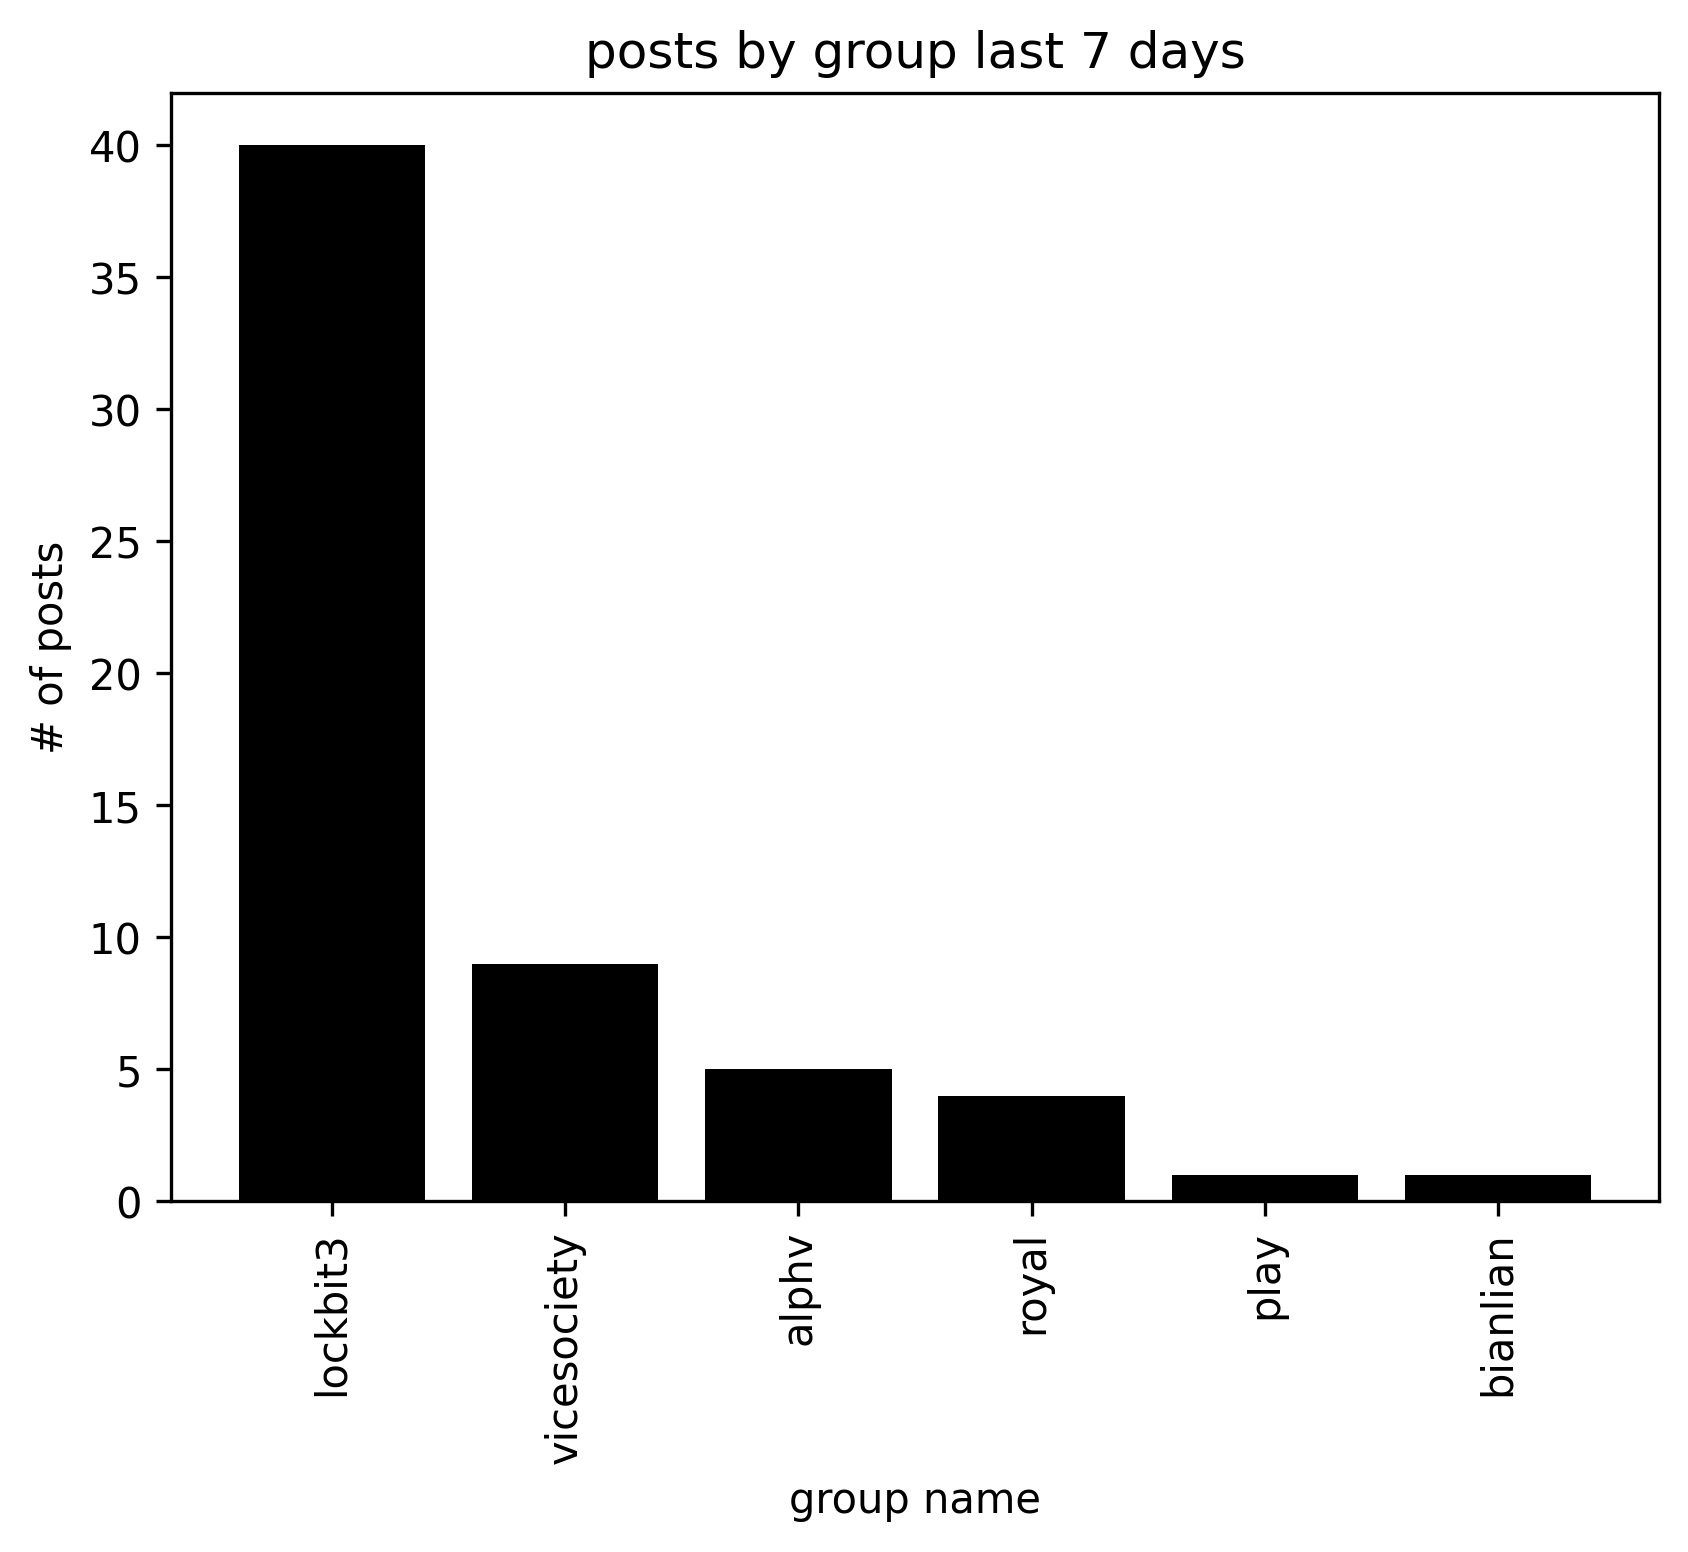 posts by group last 7 days
# of posts
40
35
30
25
20
15
10
5
0
lockbit3
vicesociety
alphv
royal
play
bianlian
group name